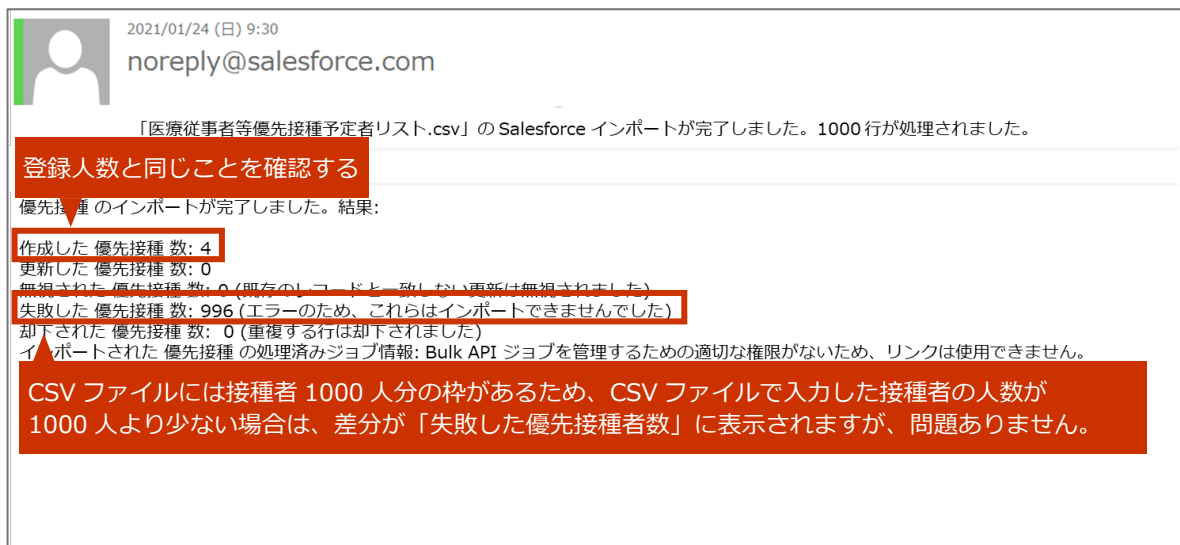 2021/01/24 (日) 9:30
noreply@salesforce.com
「医療従事者等優先接種予定者リスト.csv」の Salesforce インポートが完了しました。1000 行が処理されました。
登録人数と同じことを確認する
優先接種 のインポートが完了しました。結果:
作成した 優先接種 数: 4
更新した 優先接種 数: 0
無視された 優先接種 数: 0 (既存のレコードと一致しない更新は無視されました)
失敗した 優先接種 数: 996 (エラーのため、これらはインポートできませんでした)
却下された 優先接種 数: 0 (重複する行は却下されました)
インポートされた 優先接種 の処理済みジョブ情報: Bulk API ジョブを管理するための適切な権限がないため、リンクは使用できません。
CSV ファイルには接種者 1000 人分の枠があるため、CSV ファイルで入力した接種者の人数が
1000 人より少ない場合は、差分が「失敗した優先接種者数」に表示されますが、問題ありません。